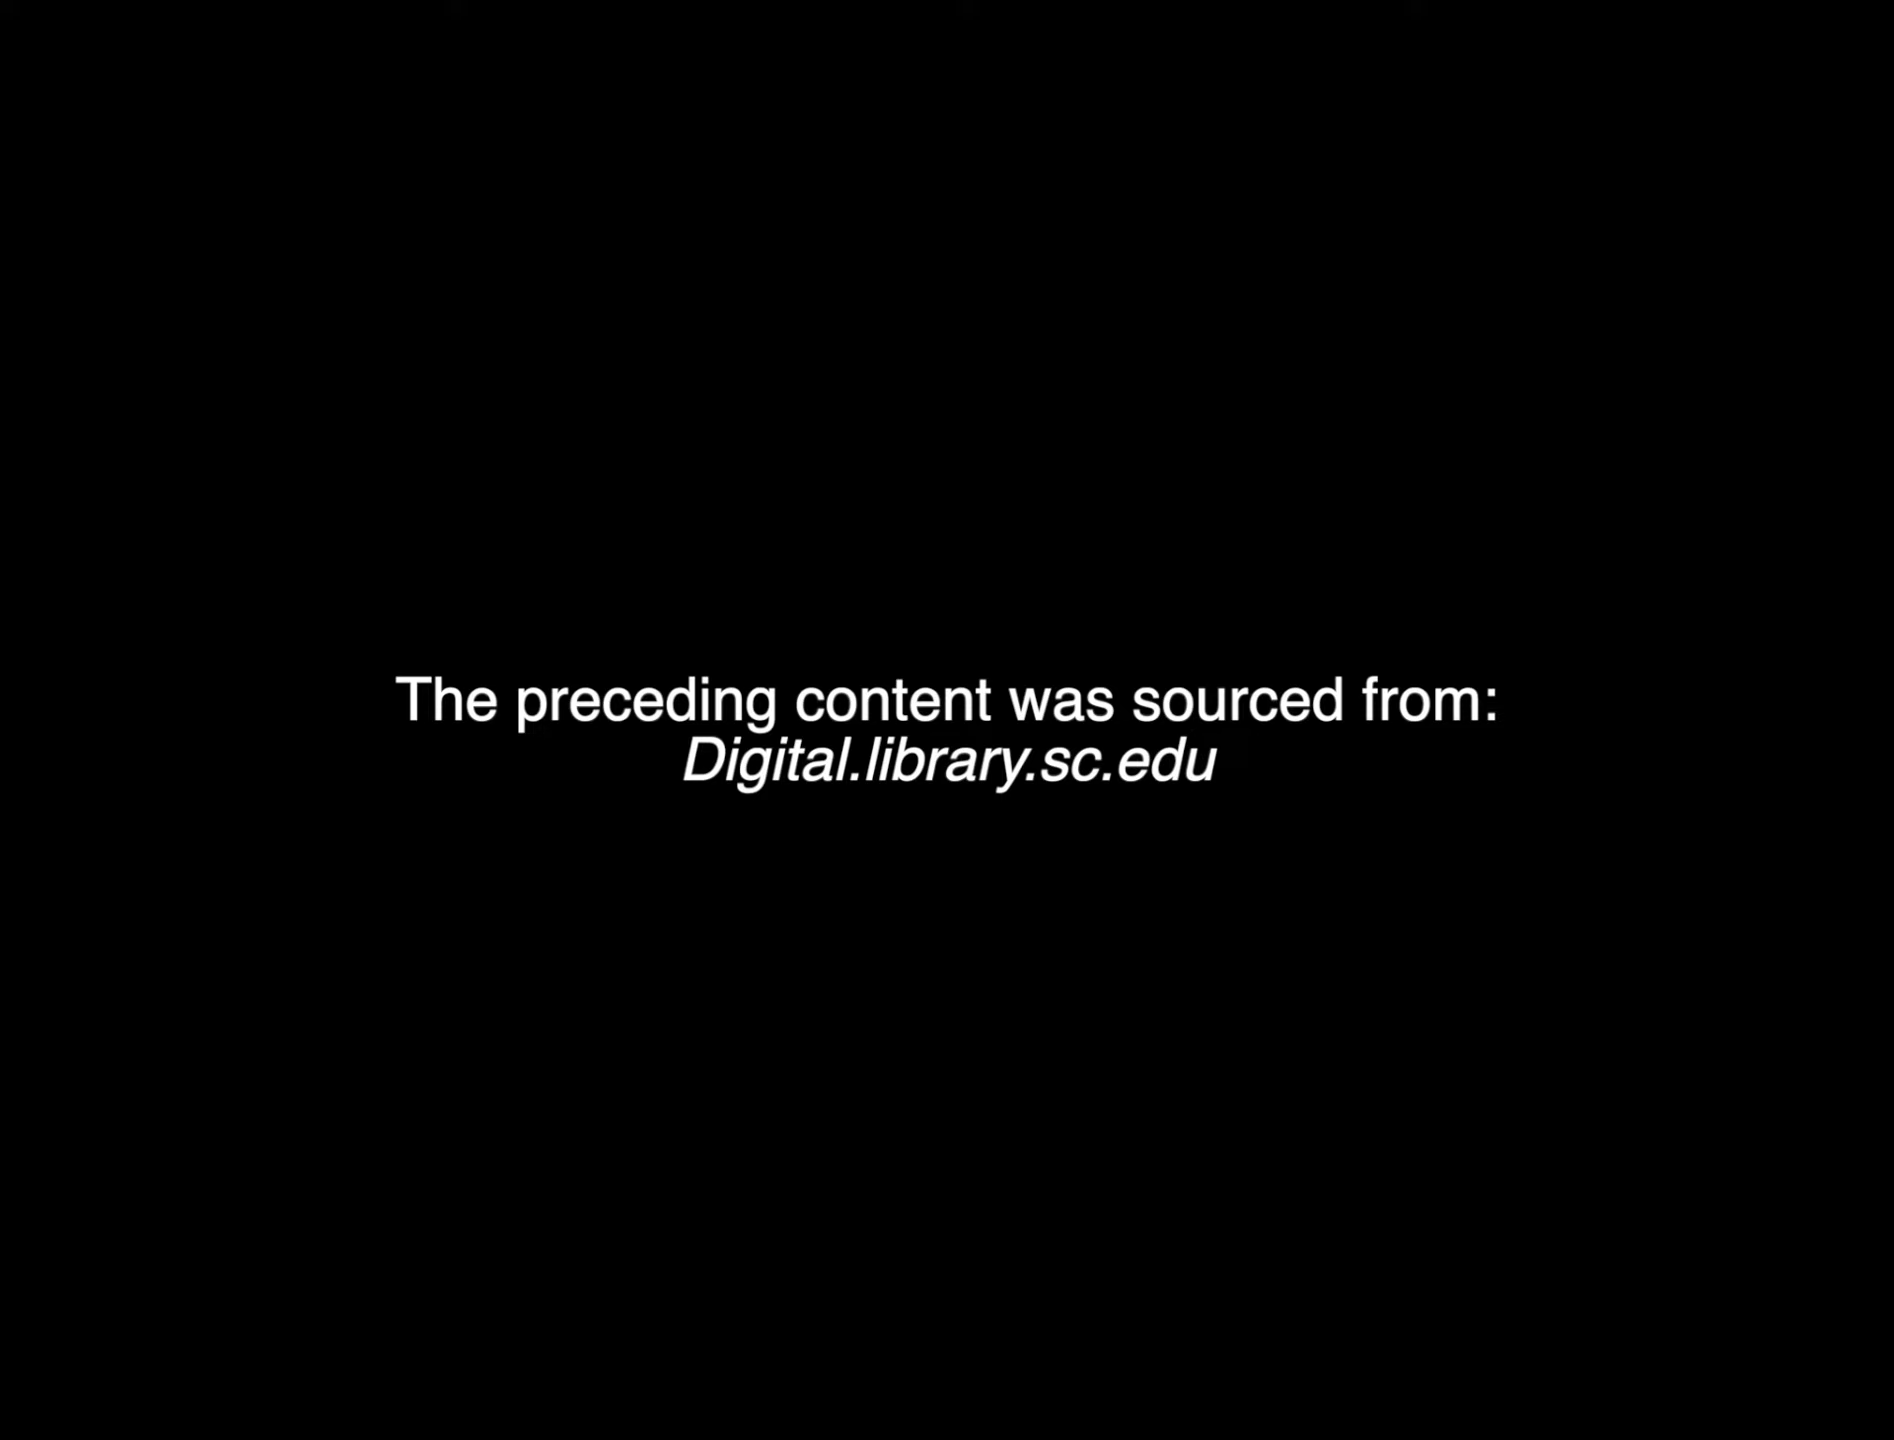 The preceding content was sourced from:
Digital.library.sc.edu